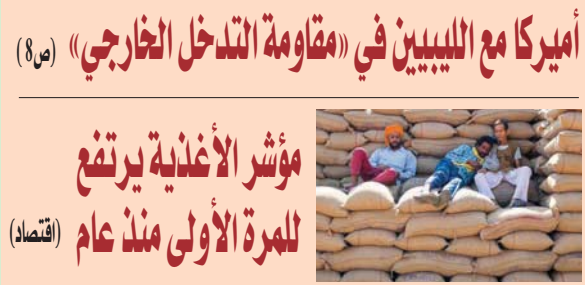 أميركا مع الليبيين في «مقاومة التدخل الخارجي» (ص8)
مؤشر الأغذية يرتفع
للمرة الأولى منذ عام (اقتصاد)